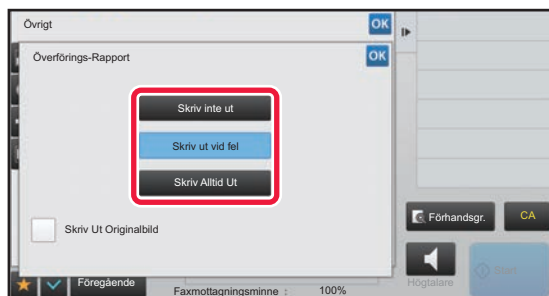 Övrigt
OK
Överförings-Rapport
OK
Skriv inte ut
Skriv ut vid fel
Skriv Alltid Ut
Skriv Ut Originalbild
Förhandsgr.
CA
Föregående
Faxmottagningsminne : 100%
Högtalare
Start